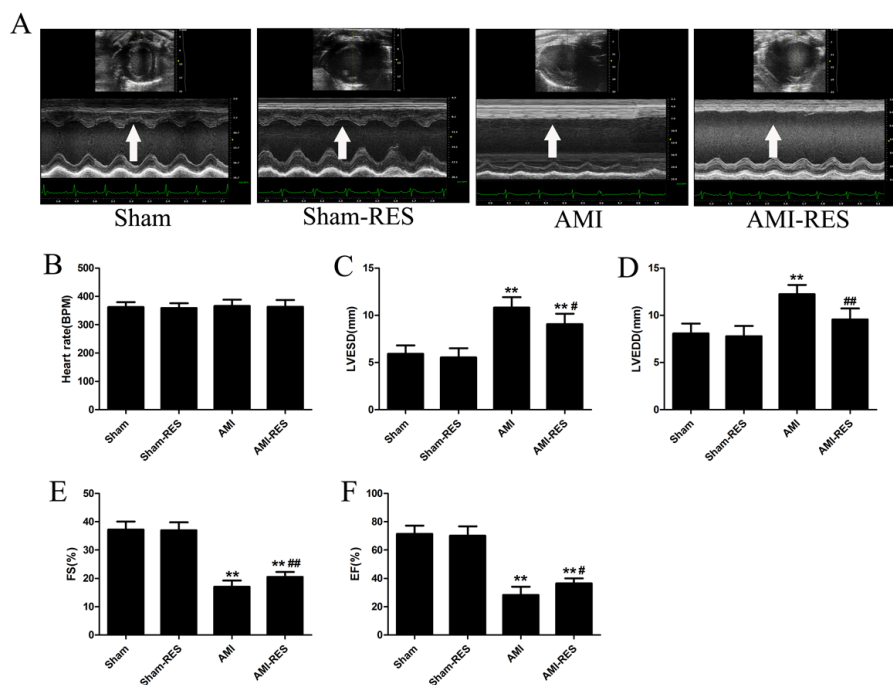 A
Sham
Sham-RES
AMI
AMI-RES
B
Heart rate(BPM)
500
400
300
200
100
0
Sham
Sham-RES
AMI
AMI-RES
C
LVESD(mm)
15
10
5
0
**
** #
Sham
Sham-RES
AMI
AMI-RES
D
LVEDD(mm)
15
10
5
0
**
##
Sham
Sham-RES
AMI
AMI-RES
E
FS(%)
50
40
30
20
10
0
**
** ##
Sham
Sham-RES
AMI
AMI-RES
F
EF(%)
100
80
60
40
20
0
**
** #
Sham
Sham-RES
AMI
AMI-RES